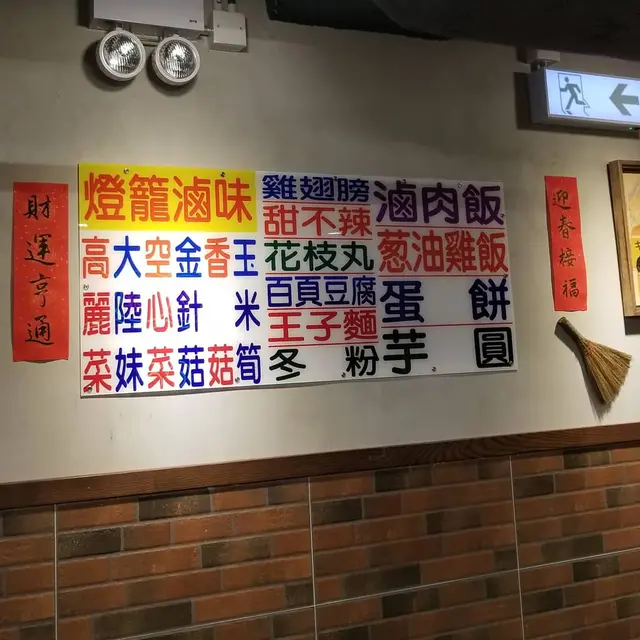 財運亨通
燈籠滷味
高麗菜
大陸妹
空心菜
金針菇
香菇
玉米筍
雞翅膀
甜不辣
花枝丸
百頁豆腐
王子麵
冬粉
滷肉飯
葱油雞飯
蛋餅
芋圓
迎春接福